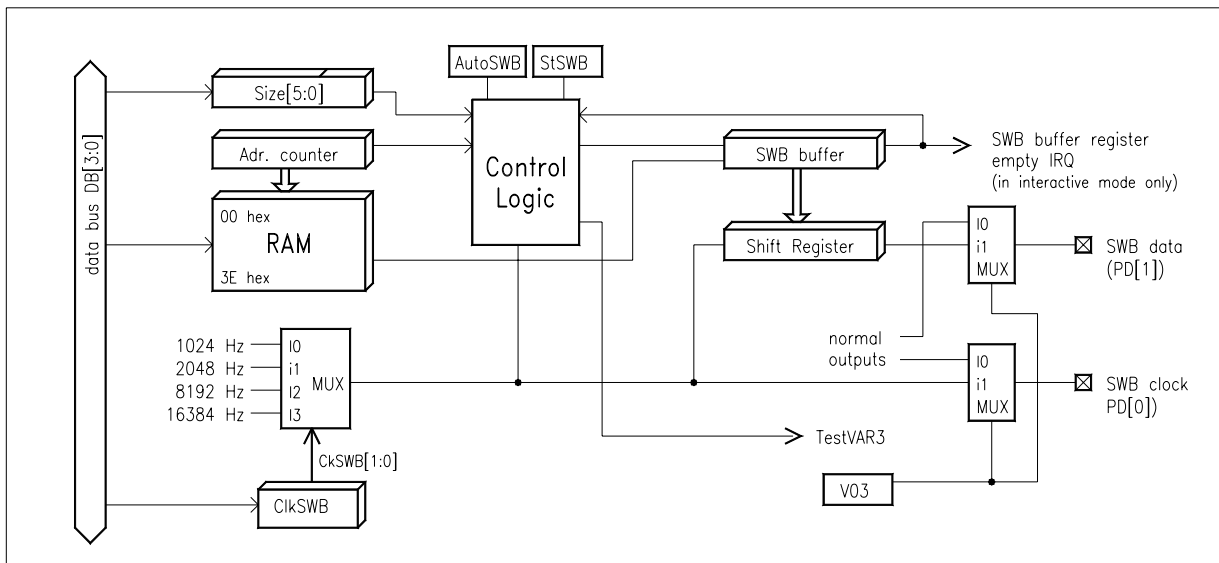 AutoSWB
StSWB
data bus DB[3:0]
Size[5:0]
Adr. counter
00 hex
RAM
3E hex
Control
Logic
SWB buffer
SWB buffer register
empty IRQ
(in interactive mode only)
Shift Register
I0
i1
MUX
SWB data
(PD[1])
normal
outputs
1024 Hz
2048 Hz
8192 Hz
16384 Hz
I0
i1
I2
I3
MUX
I0
i1
MUX
SWB clock
PD[0])
TestVAR3
CkSWB[1:0]
ClkSWB
V03